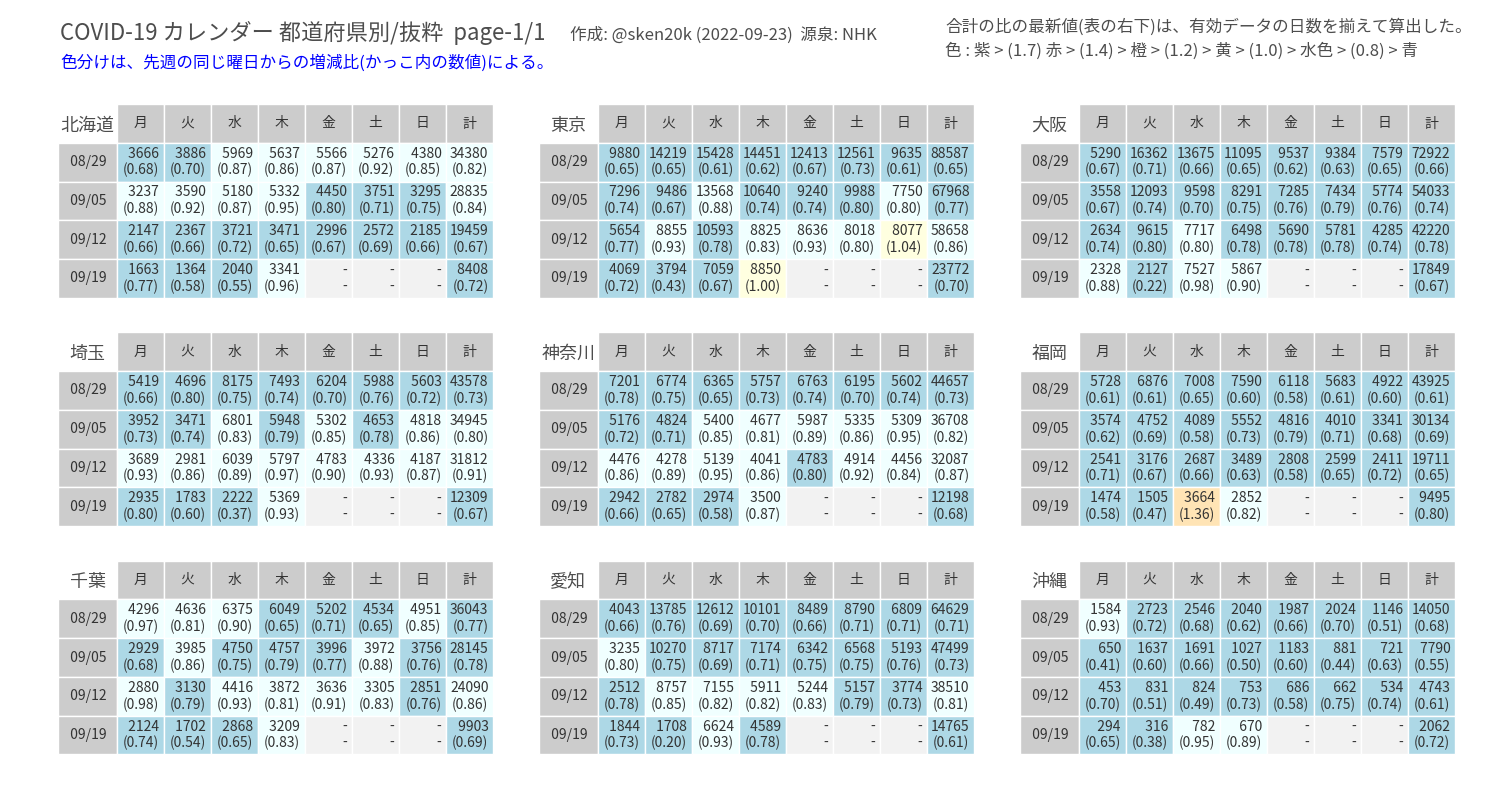 COVID-19 カレンダー 都道府県別/抜粋 page-1/1 作成: @sken20k (2022-09-23) 源泉: NHK
合計の比の最新値(表の右下)は、有効データの日数を揃えて算出した。
色分けは、先週の同じ曜日からの増減比(かっこ内の数値)による。
色 : 紫 > (1.7) 赤 > (1.4) > 橙 > (1.2) > 黄 > (1.0) > 水色 > (0.8) > 青
北海道 月 火 水 木 金 土 日 計
08/29 3666 3886 5969 5637 5566 5276 4380 34380
(0.68) (0.70) (0.87) (0.86) (0.87) (0.92) (0.85) (0.82)
09/05 3237 3590 5180 5332 4450 3751 3295 28835
(0.88) (0.92) (0.87) (0.95) (0.80) (0.71) (0.75) (0.84)
09/12 2147 2367 3721 3471 2996 2572 2185 19459
(0.66) (0.66) (0.72) (0.65) (0.67) (0.69) (0.66) (0.67)
09/19 1663 1364 2040 3341 - - - 8408
(0.77) (0.58) (0.55) (0.96) - - - (0.72)
東京 月 火 水 木 金 土 日 計
08/29 9880 14219 15428 14451 12413 12561 9635 88587
(0.65) (0.65) (0.61) (0.62) (0.67) (0.73) (0.61) (0.65)
09/05 7296 9486 13568 10640 9240 9988 7750 67968
(0.74) (0.67) (0.88) (0.74) (0.74) (0.80) (0.80) (0.77)
09/12 5654 8855 10593 8825 8636 8018 8077 58658
(0.77) (0.93) (0.78) (0.83) (0.93) (0.80) (1.04) (0.86)
09/19 4069 3794 7059 8850 - - - 23772
(0.72) (0.43) (0.67) (1.00) - - - (0.70)
大阪 月 火 水 木 金 土 日 計
08/29 5290 16362 13675 11095 9537 9384 7579 72922
(0.67) (0.71) (0.66) (0.65) (0.62) (0.63) (0.65) (0.66)
09/05 3558 12093 9598 8291 7285 7434 5774 54033
(0.67) (0.74) (0.70) (0.75) (0.76) (0.79) (0.76) (0.74)
09/12 2634 9615 7717 6498 5690 5781 4285 42220
(0.74) (0.80) (0.80) (0.78) (0.78) (0.78) (0.74) (0.78)
09/19 2328 2127 7527 5867 - - - 17849
(0.88) (0.22) (0.98) (0.90) - - - (0.67)
埼玉 月 火 水 木 金 土 日 計
08/29 5419 4696 8175 7493 6204 5988 5603 43578
(0.66) (0.80) (0.75) (0.74) (0.70) (0.76) (0.72) (0.73)
09/05 3952 3471 6801 5948 5302 4653 4818 34945
(0.73) (0.74) (0.83) (0.79) (0.85) (0.78) (0.86) (0.80)
09/12 3689 2981 6039 5797 4783 4336 4187 31812
(0.93) (0.86) (0.89) (0.97) (0.90) (0.93) (0.87) (0.91)
09/19 2935 1783 2222 5369 - - - 12309
(0.80) (0.60) (0.37) (0.93) - - - (0.67)
神奈川 月 火 水 木 金 土 日 計
08/29 7201 6774 6365 5757 6763 6195 5602 44657
(0.78) (0.75) (0.65) (0.73) (0.74) (0.70) (0.74) (0.73)
09/05 5176 4824 5400 4677 5987 5335 5309 36708
(0.72) (0.71) (0.85) (0.81) (0.89) (0.86) (0.95) (0.82)
09/12 4476 4278 5139 4041 4783 4914 4456 32087
(0.86) (0.89) (0.95) (0.86) (0.80) (0.92) (0.84) (0.87)
09/19 2942 2782 2974 3500 - - - 12198
(0.66) (0.65) (0.58) (0.87) - - - (0.68)
福岡 月 火 水 木 金 土 日 計
08/29 5728 6876 7008 7590 6118 5683 4922 43925
(0.61) (0.61) (0.65) (0.60) (0.58) (0.61) (0.60) (0.61)
09/05 3574 4752 4089 5552 4816 4010 3341 30134
(0.62) (0.69) (0.58) (0.73) (0.79) (0.71) (0.68) (0.69)
09/12 2541 3176 2687 3489 2808 2599 2411 19711
(0.71) (0.67) (0.66) (0.63) (0.58) (0.65) (0.72) (0.65)
09/19 1474 1505 3664 2852 - - - 9495
(0.58) (0.47) (1.36) (0.82) - - - (0.80)
千葉 月 火 水 木 金 土 日 計
08/29 4296 4636 6375 6049 5202 4534 4951 36043
(0.97) (0.81) (0.90) (0.65) (0.71) (0.65) (0.85) (0.77)
09/05 2929 3985 4750 4757 3996 3972 3756 28145
(0.68) (0.86) (0.75) (0.79) (0.77) (0.88) (0.76) (0.78)
09/12 2880 3130 4416 3872 3636 3305 2851 24090
(0.98) (0.79) (0.93) (0.81) (0.91) (0.83) (0.76) (0.86)
09/19 2124 1702 2868 3209 - - - 9903
(0.74) (0.54) (0.65) (0.83) - - - (0.69)
愛知 月 火 水 木 金 土 日 計
08/29 4043 13785 12612 10101 8489 8790 6809 64629
(0.66) (0.76) (0.69) (0.70) (0.66) (0.71) (0.71) (0.71)
09/05 3235 10270 8717 7174 6342 6568 5193 47499
(0.80) (0.75) (0.69) (0.71) (0.75) (0.75) (0.76) (0.73)
09/12 2512 8757 7155 5911 5244 5157 3774 38510
(0.78) (0.85) (0.82) (0.82) (0.83) (0.79) (0.73) (0.81)
09/19 1844 1708 6624 4589 - - - 14765
(0.73) (0.20) (0.93) (0.78) - - - (0.61)
沖縄 月 火 水 木 金 土 日 計
08/29 1584 2723 2546 2040 1987 2024 1146 14050
(0.93) (0.72) (0.68) (0.62) (0.66) (0.70) (0.51) (0.68)
09/05 650 1637 1691 1027 1183 881 721 7790
(0.41) (0.60) (0.66) (0.50) (0.60) (0.44) (0.63) (0.55)
09/12 453 831 824 753 686 662 534 4743
(0.70) (0.51) (0.49) (0.73) (0.58) (0.75) (0.74) (0.61)
09/19 294 316 782 670 - - - 2062
(0.65) (0.38) (0.95) (0.89) - - - (0.72)